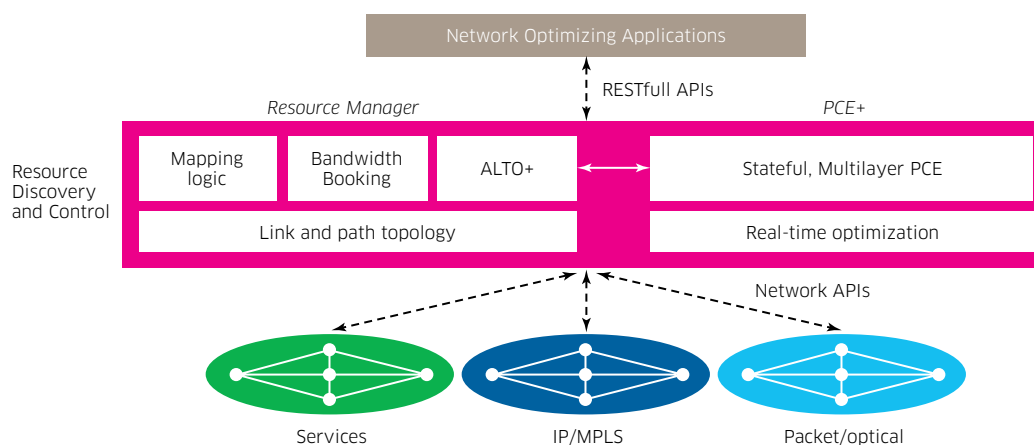 Network Optimizing Applications
RESTfull APIs
Resource Manager
PCE+
Resource
Discovery
and Control
Mapping
logic
Bandwidth
Booking
ALTO+
Stateful, Multilayer PCE
Link and path topology
Real-time optimization
Network APIs
Services
IP/MPLS
Packet/optical